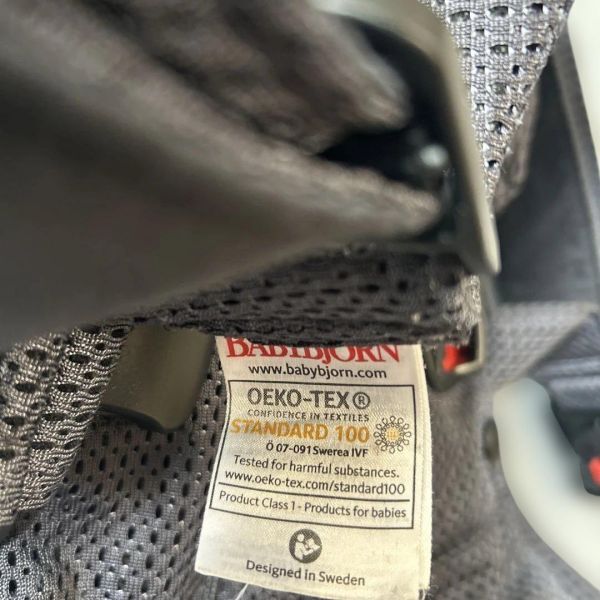 BABYBJÖRN
www.babybjorn.com
OEKO-TEX®
CONFIDENCE IN TEXTILES
STANDARD 100
Ö 07-091 Swerea IVF
Tested for harmful substances.
www.oeko-tex.com/standard100
Product Class 1 - Products for babies
Designed in Sweden